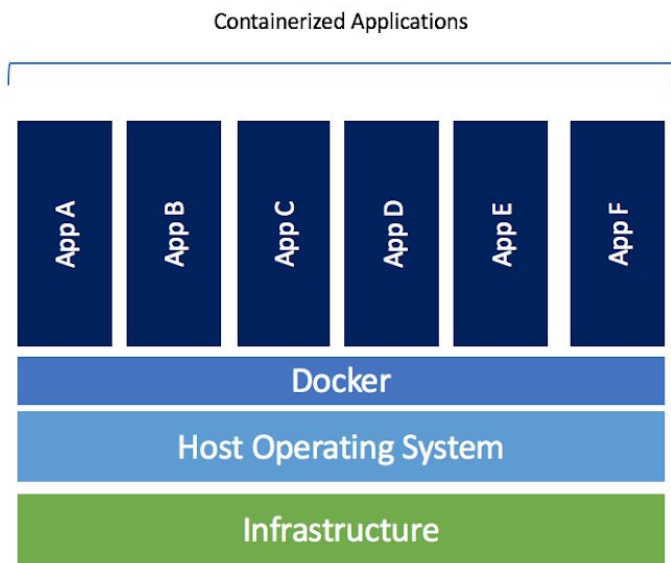 Containerized Applications
App A
App B
App C
App D
App E
App F
Docker
Host Operating System
Infrastructure